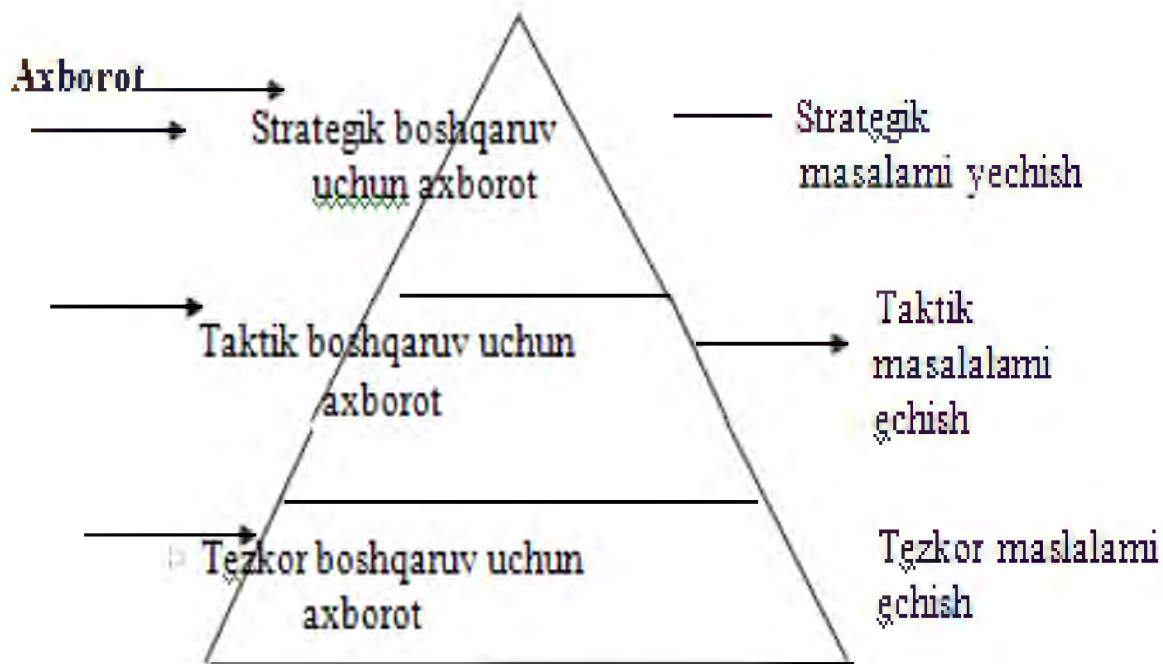 Axborot
Strategik boshqaruv
uchun axborot
Strategik
masalami yechish
Taktik boshqaruv uchun
axborot
Taktik
masalalami
echish
Tezkor boshqaruv uchun
axborot
Tezkor maslalami
echish